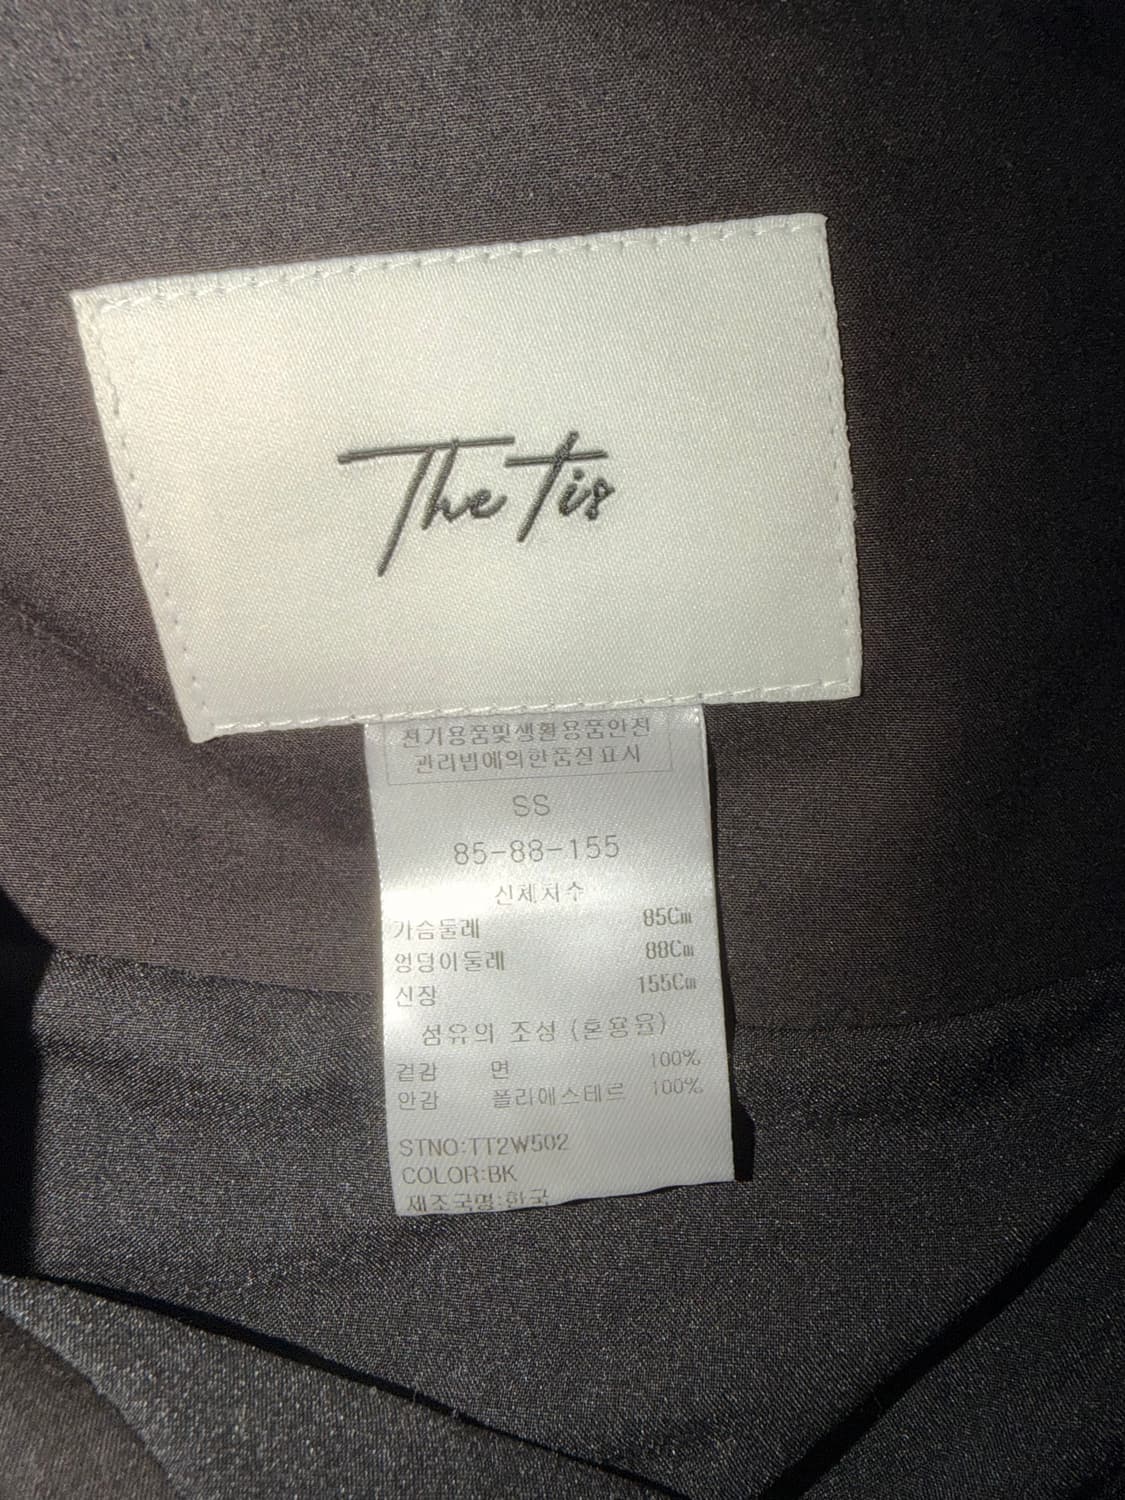 The tis
전기용품및생활용품안전
관리법에의한품질표시
SS
85-88-155
신체치수
가슴둘레 85Cm
엉덩이둘레 88Cm
신장 155Cm
섬유의 조성 (혼용율)
겉감 면 100%
안감 폴리에스테르 100%
STNO:TT2W502
COLOR:BK
제조국명:한국